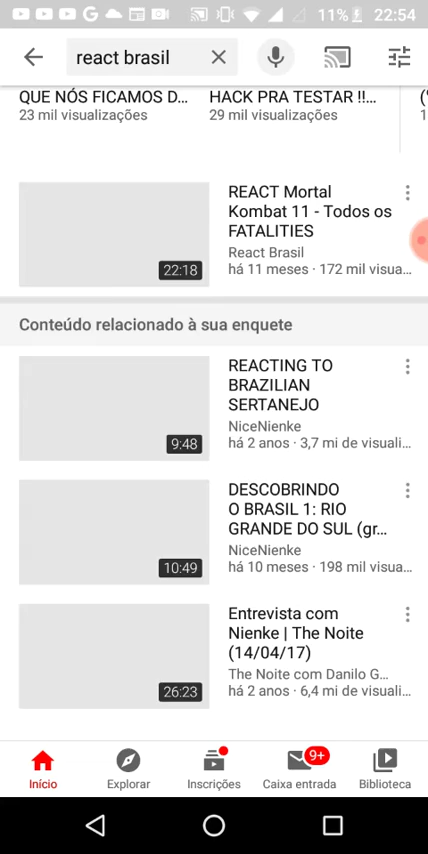 11% 22:54
react brasil
QUE NÓS FICAMOS D... HACK PRA TESTAR !!...
23 mil visualizações 29 mil visualizações
REACT Mortal
Kombat 11 - Todos os
FATALITIES
React Brasil
há 11 meses · 172 mil visua...
22:18
Conteúdo relacionado à sua enquete
REACTING TO
BRAZILIAN
SERTANEJO
NiceNienke
há 2 anos · 3,7 mi de visuali...
9:48
DESCOBRINDO
O BRASIL 1: RIO
GRANDE DO SUL (gr...
NiceNienke
há 10 meses · 198 mil visua...
10:49
Entrevista com
Nienke | The Noite
(14/04/17)
The Noite com Danilo G...
há 2 anos · 6,4 mi de visuali...
26:23
9+
Início Explorar Inscrições Caixa entrada Biblioteca